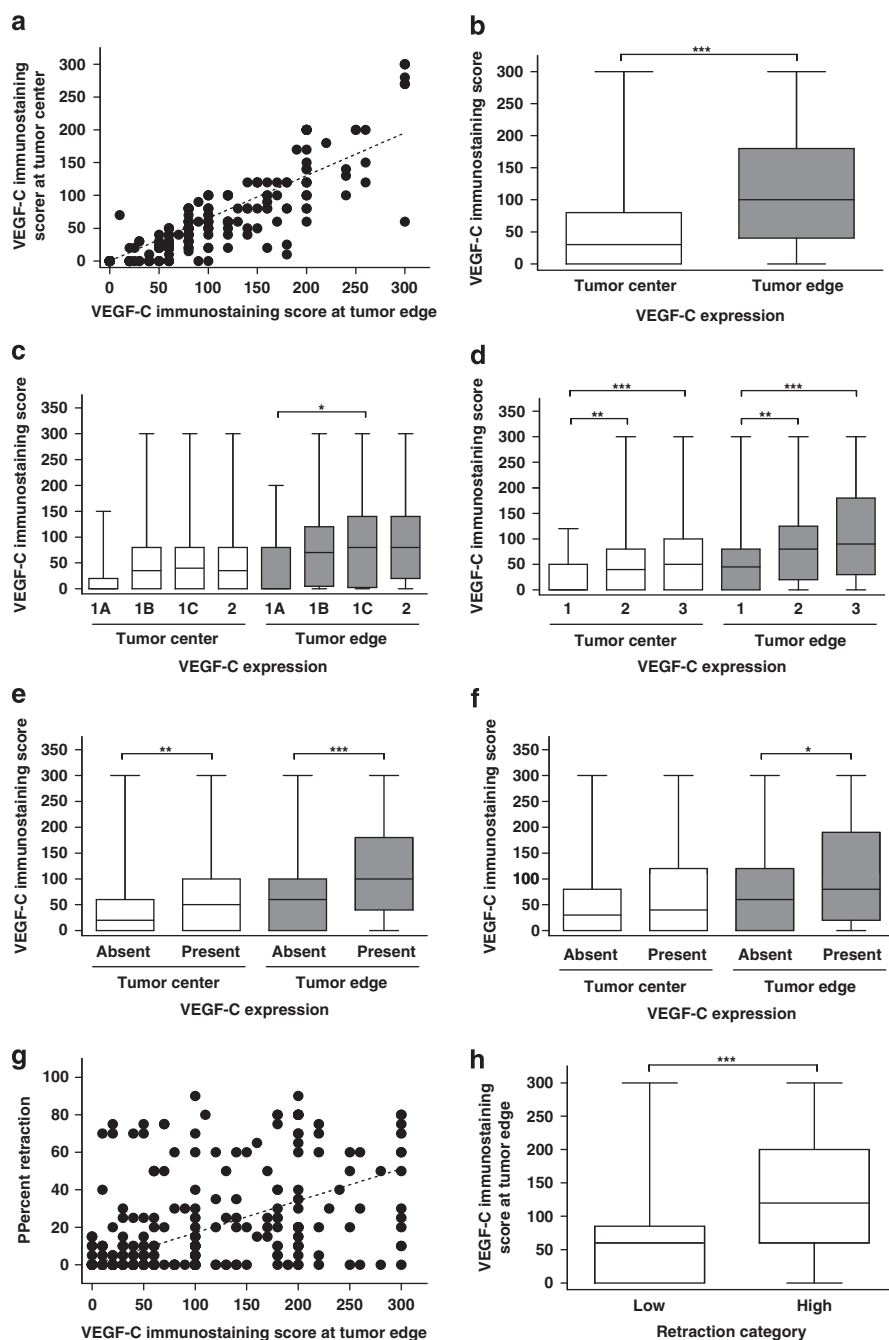 a
VEGF-C immunostaining
scorer at tumor center
300
250
200
150
100
50
0
0 50 100 150 200 250 300
VEGF-C immunostaining score at tumor edge
b
***
VEGF-C immunostaining score
300
250
200
150
100
50
0
Tumor center Tumor edge
VEGF-C expression
c
VEGF-C immunostaining score
350
300
250
200
150
100
50
0
*
1A 1B 1C 2 1A 1B 1C 2
Tumor center Tumor edge
VEGF-C expression
d
VEGF-C immunostaining score
350
300
250
200
150
100
50
0
*** ***
** **
1 2 3 1 2 3
Tumor center Tumor edge
VEGF-C expression
e
VEGF-C immunostaining score
350
300
250
200
150
100
50
0
** ***
Absent Present Absent Present
Tumor center Tumor edge
VEGF-C expression
f
VEGF-C immunostaining score
350
300
250
200
150
100
50
0
*
Absent Present Absent Present
Tumor center Tumor edge
VEGF-C expression
g
PPercent retraction
100
80
60
40
20
0
0 50 100 150 200 250 300
VEGF-C immunostaining score at tumor edge
h
VEGF-C immunostaining
score at tumor edge
***
300
250
200
150
100
50
0
Low High
Retraction category